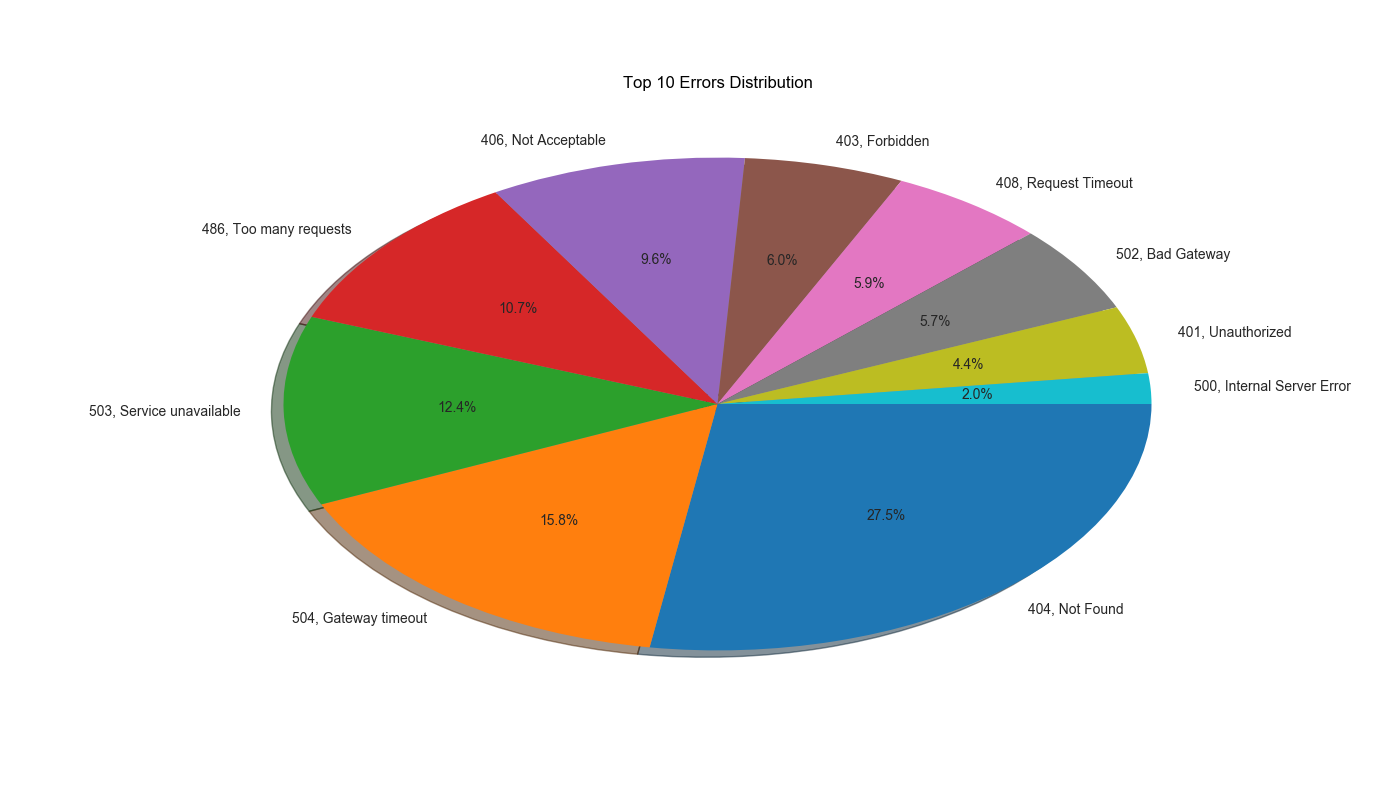 Top 10 Errors Distribution
406, Not Acceptable
403, Forbidden
408, Request Timeout
486, Too many requests
502, Bad Gateway
9.6%
6.0%
5.9%
10.7%
5.7%
401, Unauthorized
4.4%
500, Internal Server Error
2.0%
503, Service unavailable
12.4%
15.8%
27.5%
504, Gateway timeout
404, Not Found